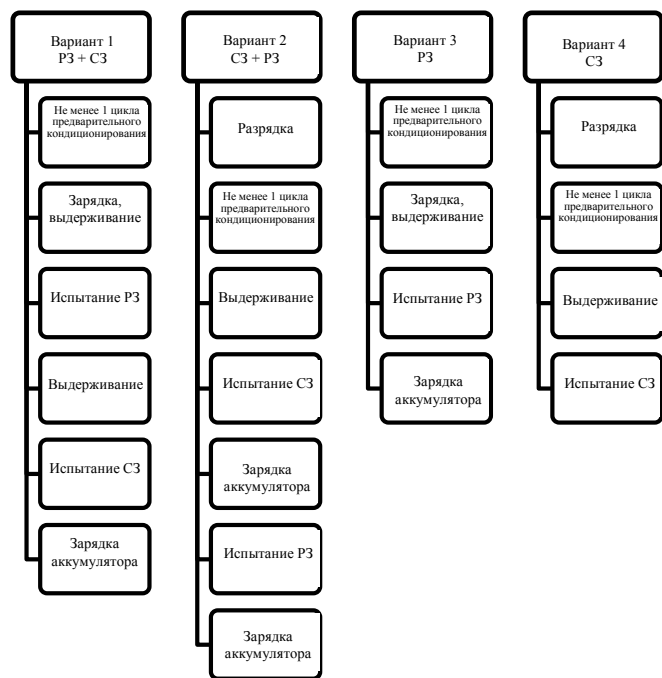 Вариант 1
РЗ + СЗ
Не менее 1 цикла
предварительного
кондиционирования
Зарядка,
выдерживание
Испытание РЗ
Выдерживание
Испытание СЗ
Зарядка
аккумулятора
Вариант 2
СЗ + РЗ
Разрядка
Не менее 1 цикла
предварительного
кондиционирования
Выдерживание
Испытание СЗ
Зарядка
аккумулятора
Испытание РЗ
Зарядка
аккумулятора
Вариант 3
РЗ
Не менее 1 цикла
предварительного
кондиционирования
Зарядка,
выдерживание
Испытание РЗ
Зарядка
аккумулятора
Вариант 4
СЗ
Разрядка
Не менее 1 цикла
предварительного
кондиционирования
Выдерживание
Испытание СЗ